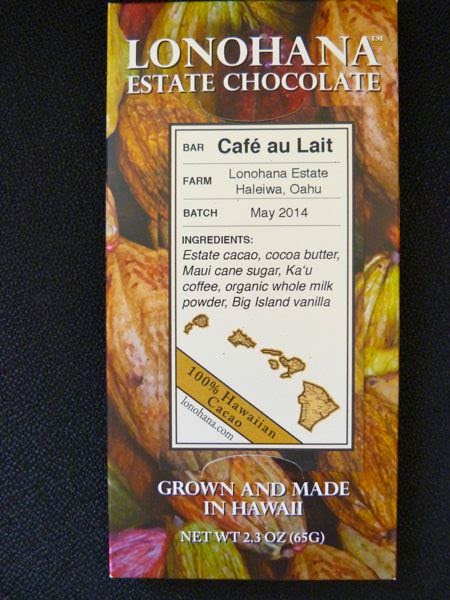 LONOHANA™
ESTATE CHOCOLATE
BAR Café au Lait
FARM Lonohana Estate
Haleiwa, Oahu
BATCH May 2014
INGREDIENTS:
Estate cacao, cocoa butter,
Maui cane sugar, Ka'u
coffee, organic whole milk
powder, Big Island vanilla
100% Hawaiian
Cacao
lonohana.com
GROWN AND MADE
IN HAWAII
NET WT 2.3 OZ (65G)